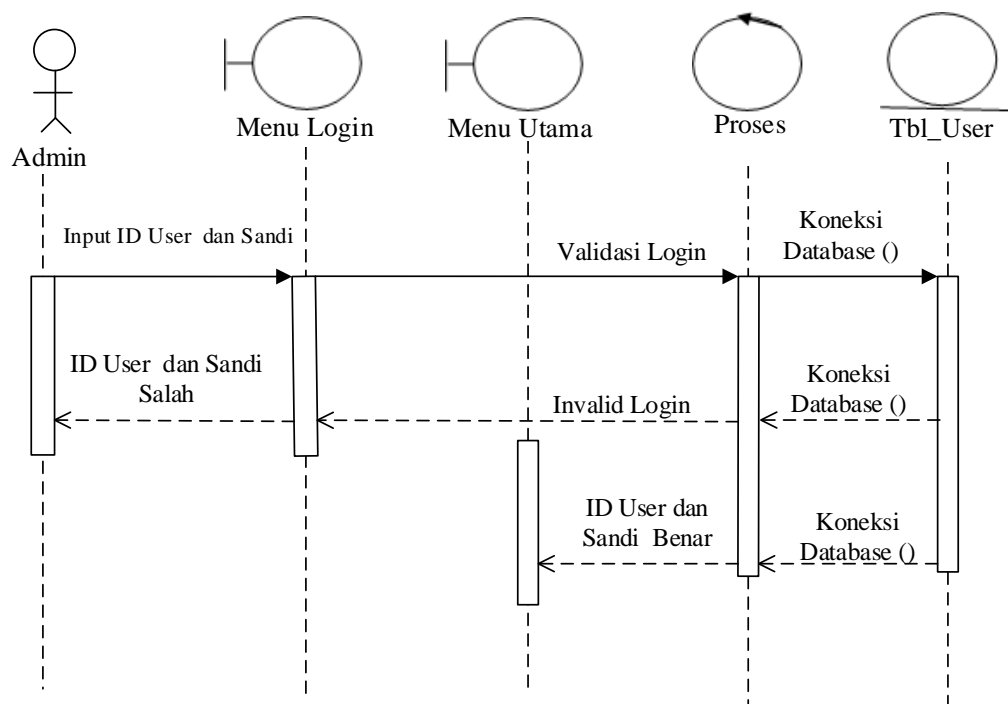 Admin
Menu Login
Menu Utama
Proses
Tbl_User
Input ID User dan Sandi
Validasi Login
Koneksi
Database ()
ID User dan Sandi
Salah
Invalid Login
Koneksi
Database ()
ID User dan
Sandi Benar
Koneksi
Database ()